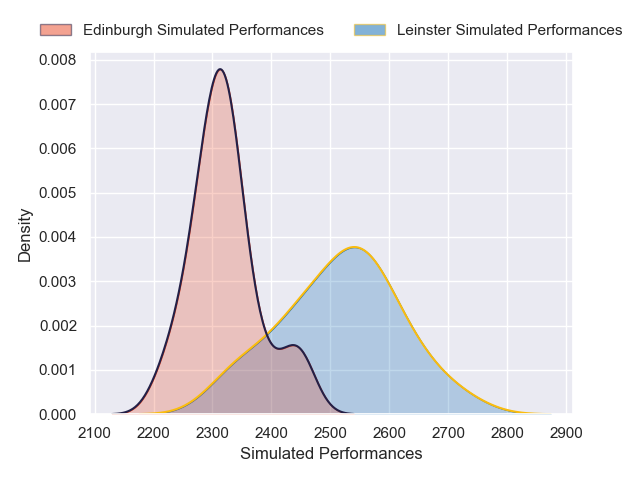 Edinburgh Simulated Performances
Leinster Simulated Performances
0.008
0.007
0.006
0.005
0.004
0.003
0.002
0.001
0.000
Density
2100 2200 2300 2400 2500 2600 2700 2800 2900
Simulated Performances